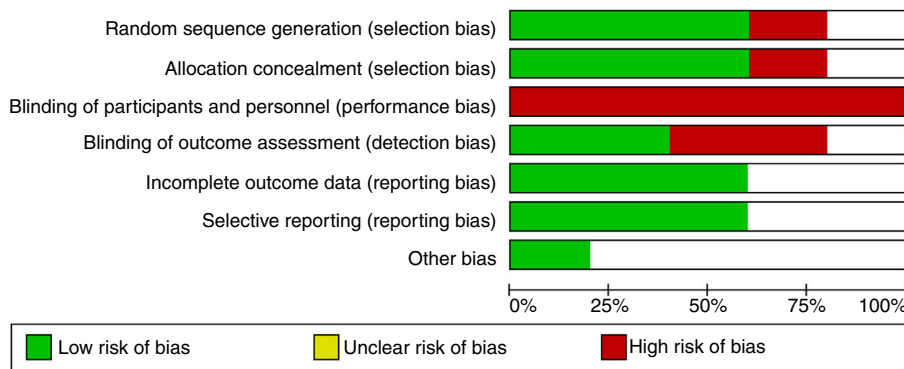 Random sequence generation (selection bias)
Allocation concealment (selection bias)
Blinding of participants and personnel (performance bias)
Blinding of outcome assessment (detection bias)
Incomplete outcome data (reporting bias)
Selective reporting (reporting bias)
Other bias
0% 25% 50% 75% 100%
Low risk of bias Unclear risk of bias High risk of bias